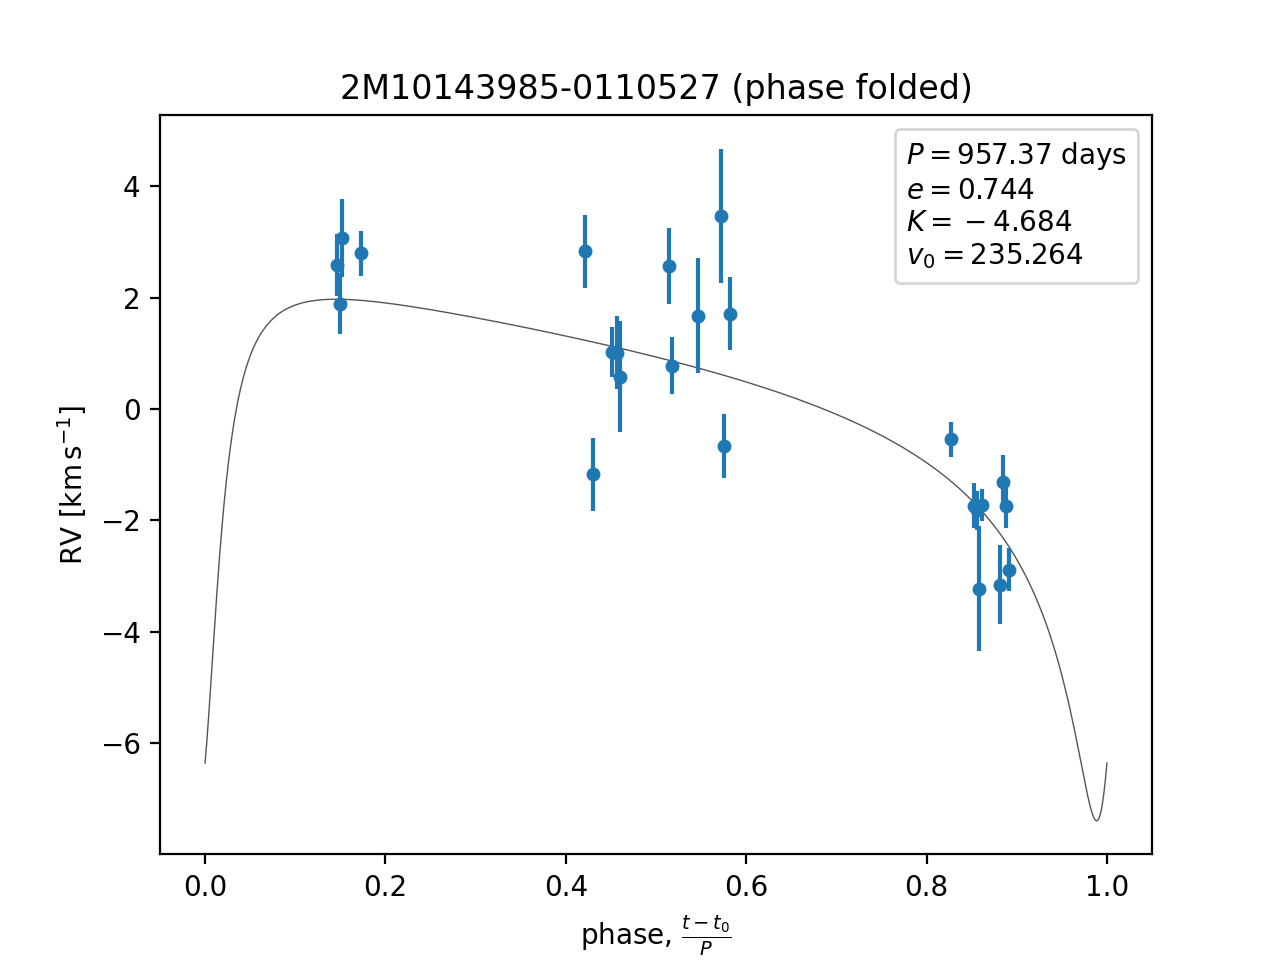 2M10143985-0110527 (phase folded)
P = 957.37 days
e = 0.744
K = −4.684
v₀ = 235.264
RV [km s⁻¹]
4
2
0
−2
−4
−6
0.0 0.2 0.4 0.6 0.8 1.0
phase, (t − t₀)/P